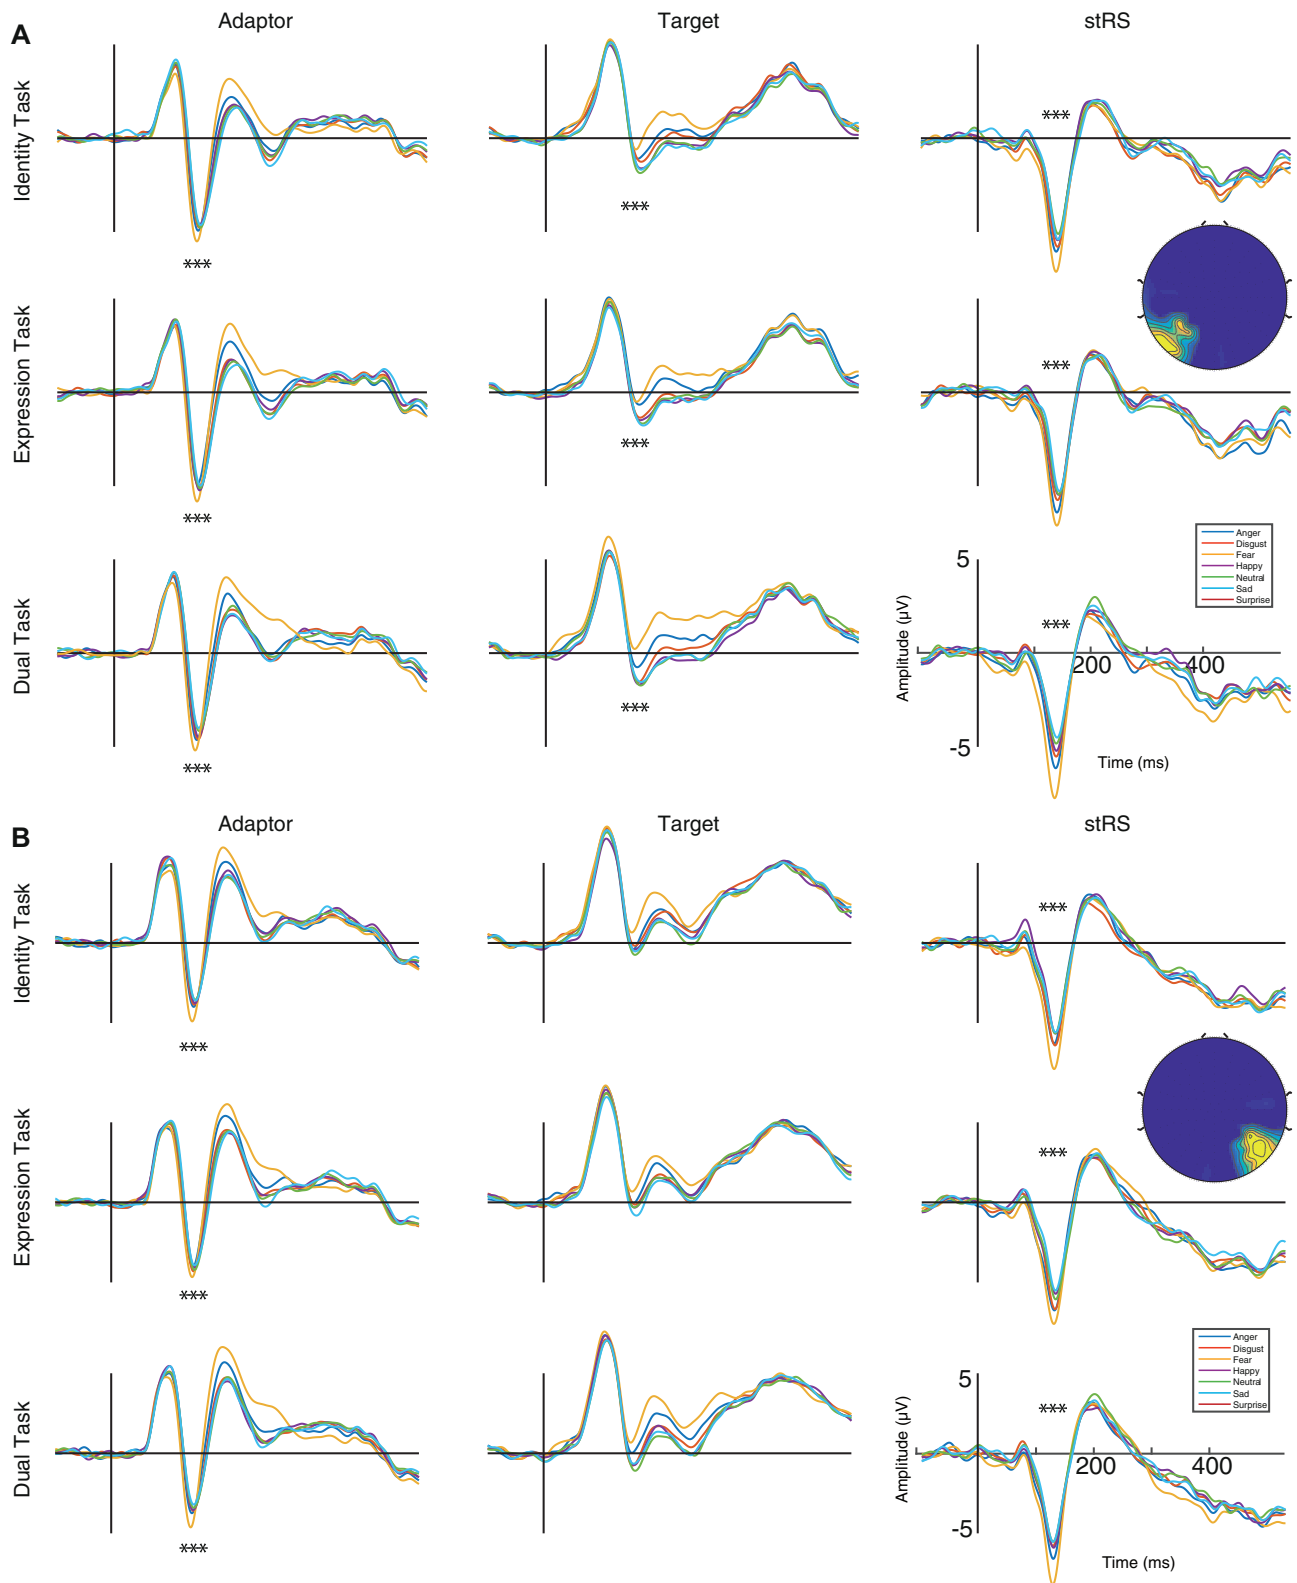 A
Adaptor
Target
stRS
Identity Task
***
***
***
Expression Task
***
***
***
Dual Task
***
***
***
Anger
Disgust
Fear
Happy
Neutral
Sad
Surprise
5
Amplitude (µV)
200
400
-5
Time (ms)
B
Adaptor
Target
stRS
Identity Task
***
***
Expression Task
***
***
Dual Task
***
***
Anger
Disgust
Fear
Happy
Neutral
Sad
Surprise
5
Amplitude (µV)
200
400
-5
Time (ms)